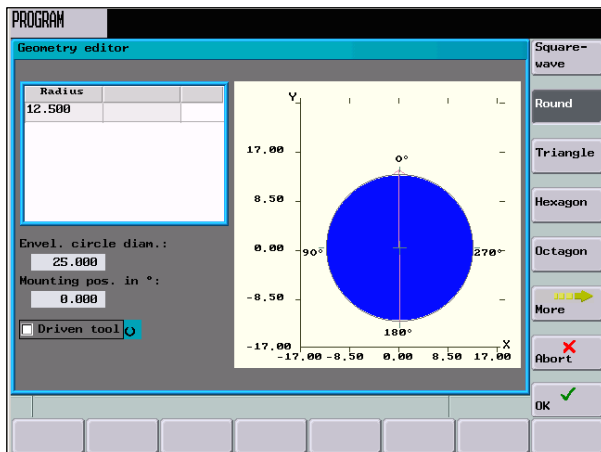 PROGRAM
Geometry editor
Radius
12.500
Envel. circle diam.:
25.000
Mounting pos. in °:
0.000
Driven tool
Y
17.00
8.50
0.00
-8.50
-17.00
0°
90°
270°
180°
X
-17.00 -8.50 0.00 8.50 17.00
Square-
wave
Round
Triangle
Hexagon
Octagon
More
Abort
OK